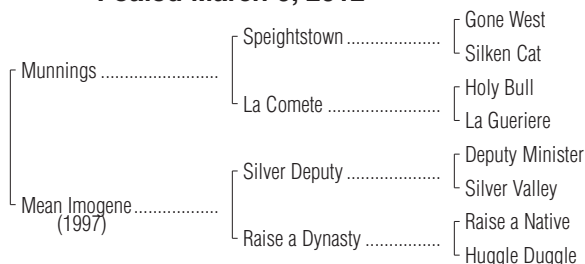 Foaled March 2012
Gone West
Speightstown ....................
Silken Cat
Munnings .........................
Holy Bull
La Comete ........................
La Gueriere
Deputy Minister
Silver Deputy .....................
Silver Valley
Mean Imogene..................
(1997)
Raise a Native
Raise a Dynasty ................
Huggle Duggle